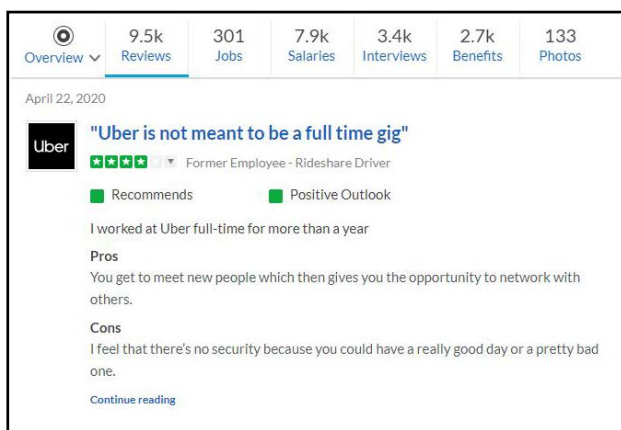 9.5k 301 7.9k 3.4k 2.7k 133
Overview Reviews Jobs Salaries Interviews Benefits Photos
April 22, 2020
Uber
"Uber is not meant to be a full time gig"
Former Employee - Rideshare Driver
Recommends Positive Outlook
I worked at Uber full-time for more than a year
Pros
You get to meet new people which then gives you the opportunity to network with
others.
Cons
I feel that there's no security because you could have a really good day or a pretty bad
one.
Continue reading